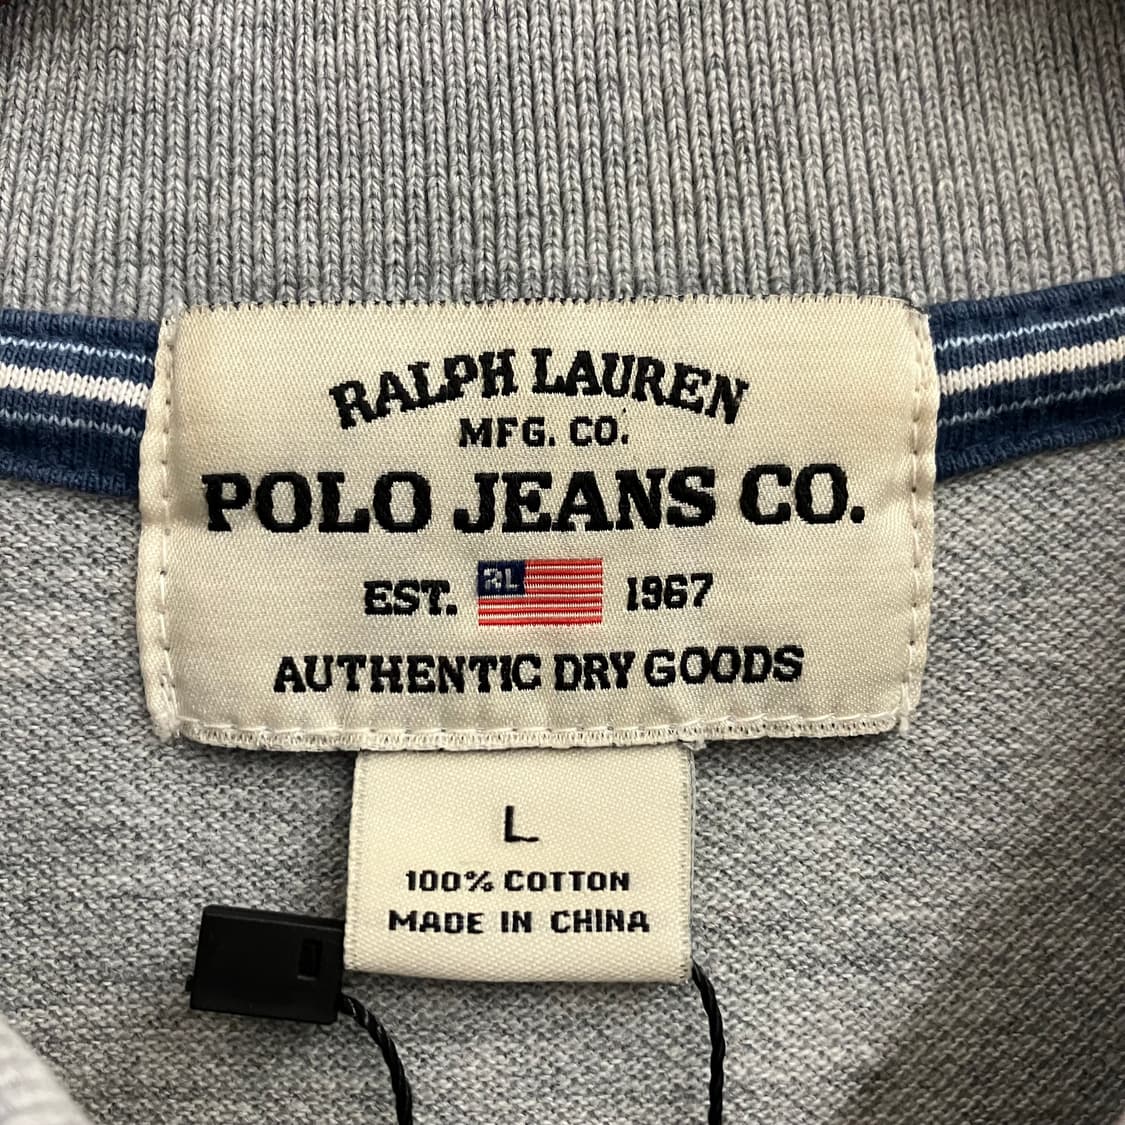 RALPH LAUREN
MFG. CO.
POLO JEANS CO.
EST. RL 1967
AUTHENTIC DRY GOODS
L
100% COTTON
MADE IN CHINA